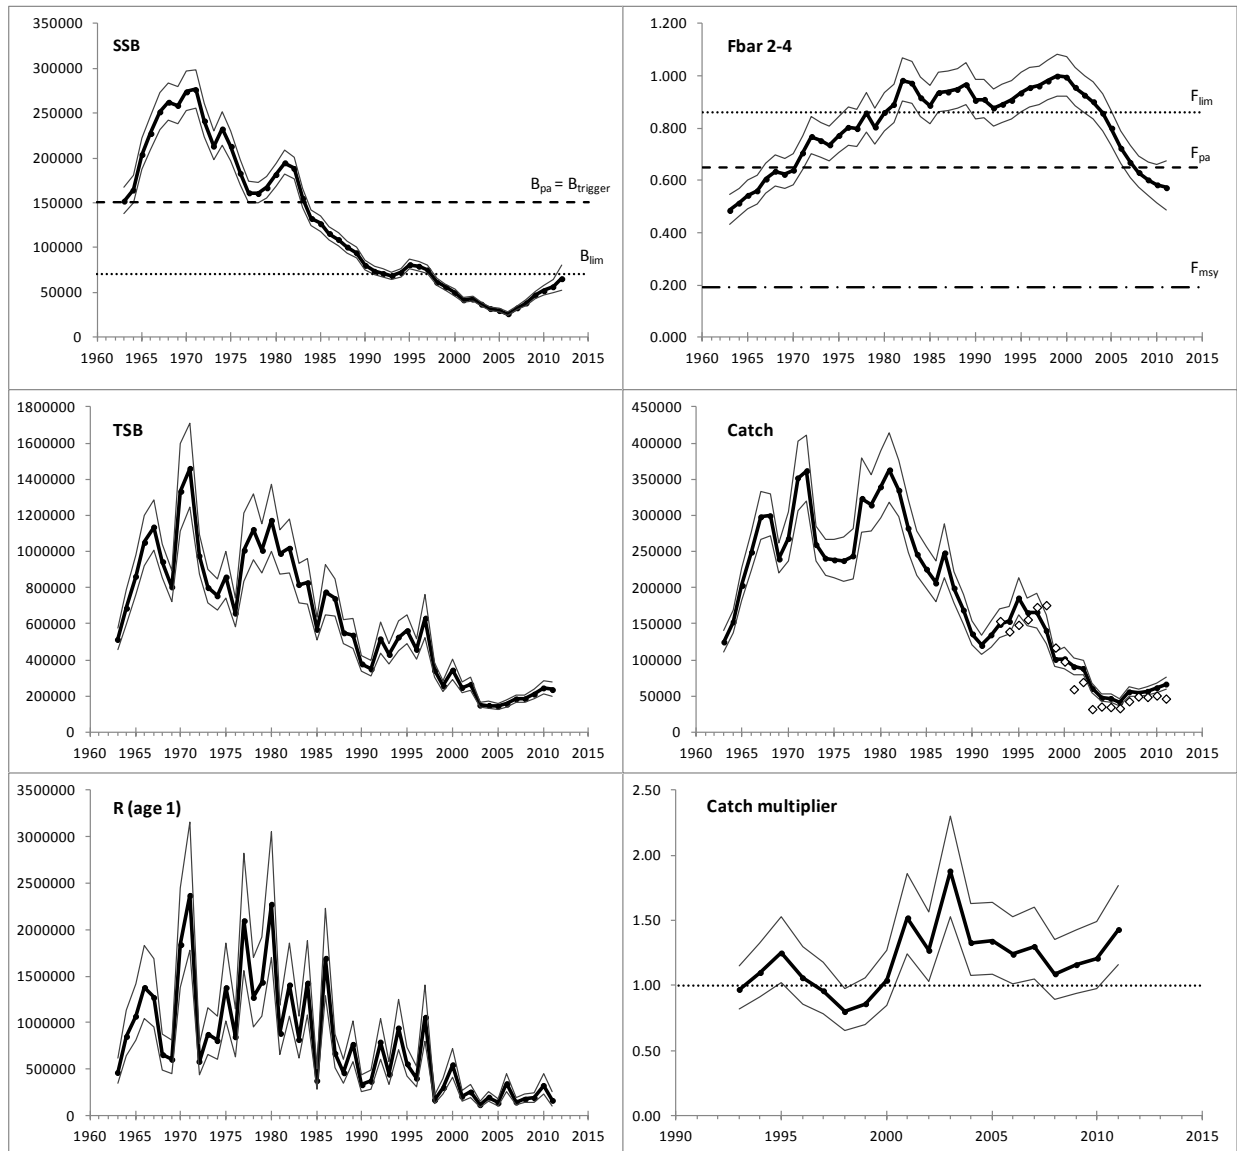 SSB
350000
300000
250000
200000
150000
100000
50000
0
Bpa = Btrigger
Blim
1960 1965 1970 1975 1980 1985 1990 1995 2000 2005 2010 2015
Fbar 2-4
1.200
1.000
0.800
0.600
0.400
0.200
0.000
Flim
Fpa
Fmsy
1960 1965 1970 1975 1980 1985 1990 1995 2000 2005 2010 2015
TSB
1800000
1600000
1400000
1200000
1000000
800000
600000
400000
200000
0
1960 1965 1970 1975 1980 1985 1990 1995 2000 2005 2010 2015
Catch
450000
400000
350000
300000
250000
200000
150000
100000
50000
0
1960 1965 1970 1975 1980 1985 1990 1995 2000 2005 2010 2015
R (age 1)
3500000
3000000
2500000
2000000
1500000
1000000
500000
0
1960 1965 1970 1975 1980 1985 1990 1995 2000 2005 2010 2015
Catch multiplier
2.50
2.00
1.50
1.00
0.50
0.00
1990 1995 2000 2005 2010 2015